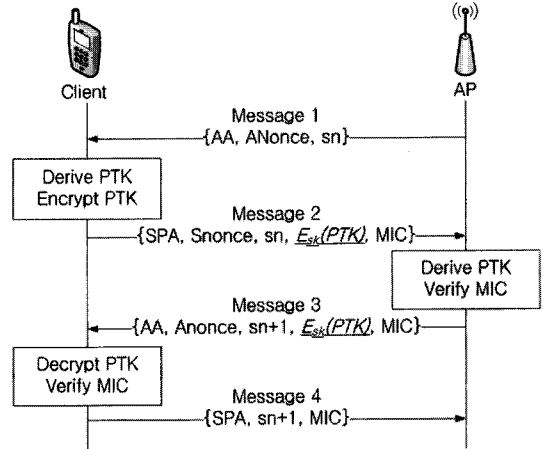 Client
AP
Message 1
{AA, ANonce, sn}
Derive PTK
Encrypt PTK
Message 2
{SPA, Snonce, sn, Esk(PTK), MIC}
Derive PTK
Verify MIC
Message 3
{AA, Anonce, sn+1, Esk(PTK), MIC}
Decrypt PTK
Verify MIC
Message 4
{SPA, sn+1, MIC}